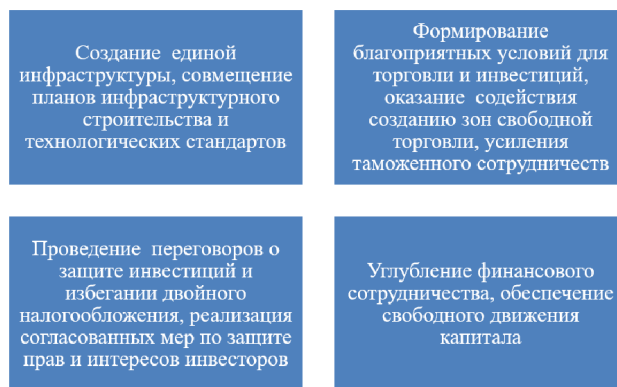 Создание единой
инфраструктуры, совмещение
планов инфраструктурного
строительства и
технологических стандартов
Формирование
благоприятных условий для
торговли и инвестиций,
оказание содействия
созданию зон свободной
торговли, усиления
таможенного сотрудничеств
Проведение переговоров о
защите инвестиций и
избегании двойного
налогообложения, реализация
согласованных мер по защите
прав и интересов инвесторов
Углубление финансового
сотрудничества, обеспечение
свободного движения
капитала